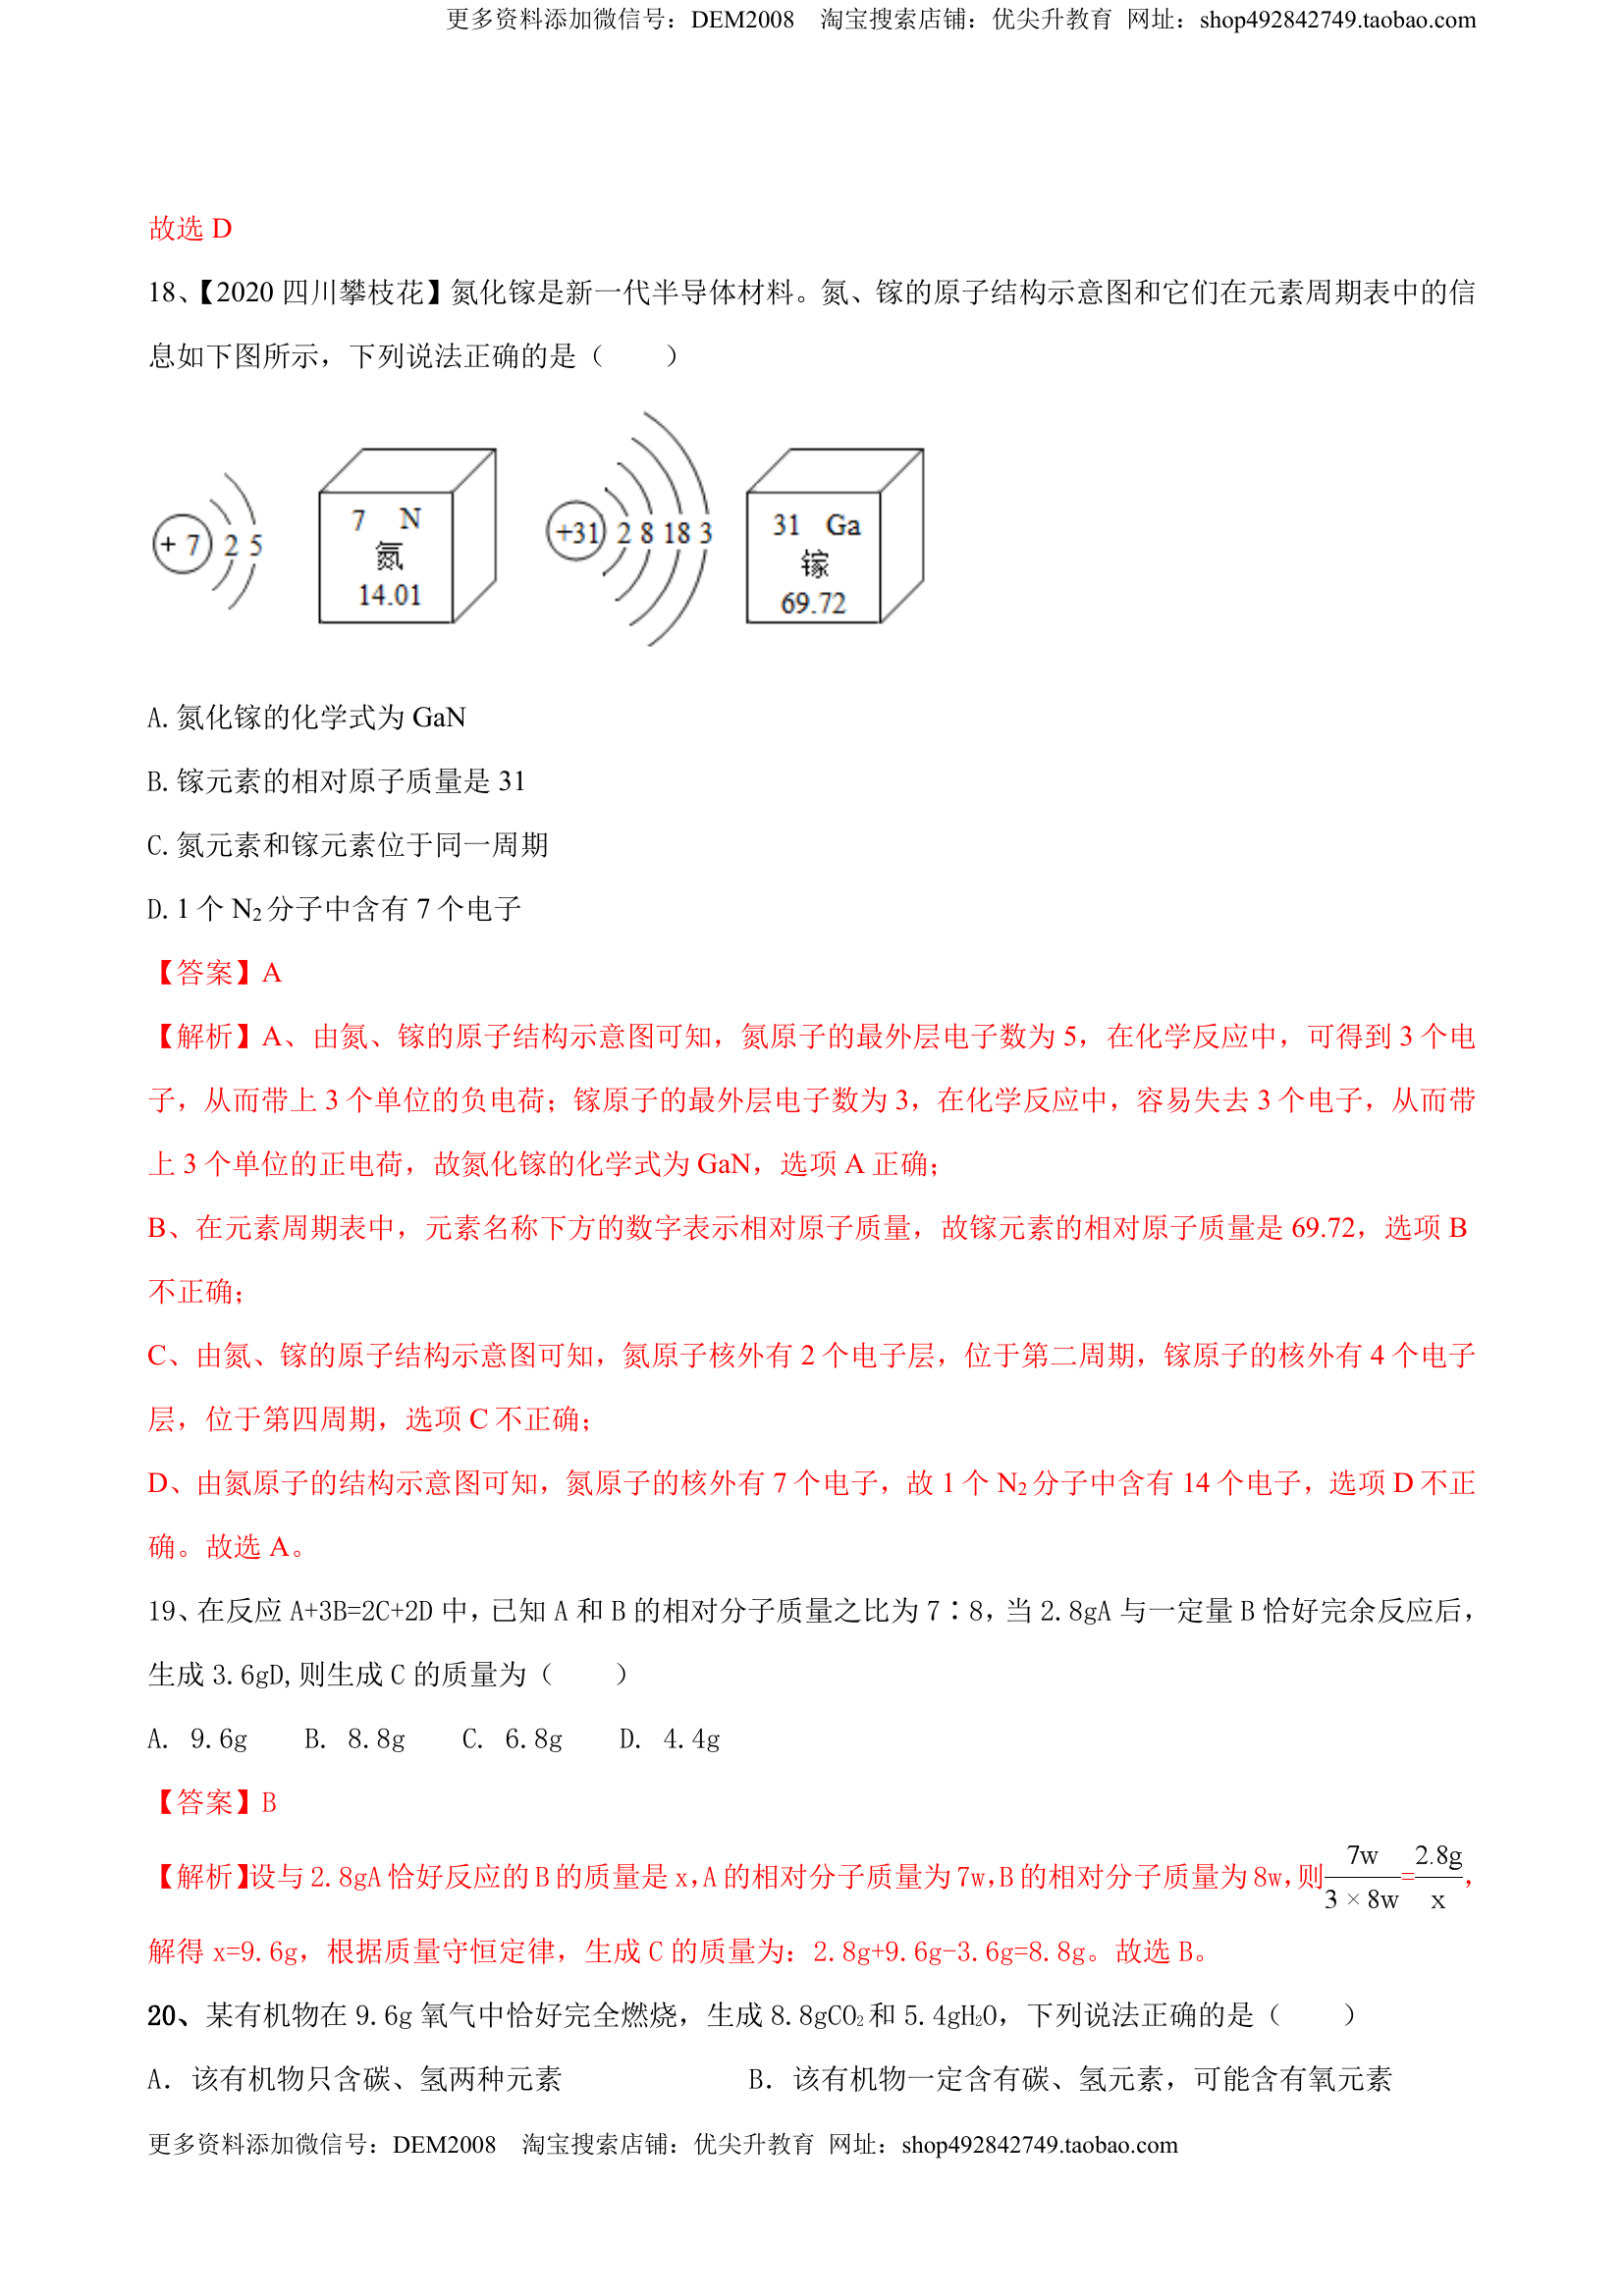 更多资料添加微信号：DEM2008 淘宝搜索店铺：优尖升教育 网址：shop492842749.taobao.com
故选 D
18、【2020 四川攀枝花】氮化镓是新一代半导体材料。氮、镓的原子结构示意图和它们在元素周期表中的信
息如下图所示，下列说法正确的是（　　）
+ 7 2 5
7 N
氮
14.01
+31 2 8 18 3
31 Ga
镓
69.72
A.氮化镓的化学式为 GaN
B.镓元素的相对原子质量是 31
C.氮元素和镓元素位于同一周期
D.1 个 N₂分子中含有 7 个电子
【答案】A
【解析】A、由氮、镓的原子结构示意图可知，氮原子的最外层电子数为 5，在化学反应中，可得到 3 个电
子，从而带上 3 个单位的负电荷；镓原子的最外层电子数为 3，在化学反应中，容易失去 3 个电子，从而带
上 3 个单位的正电荷，故氮化镓的化学式为 GaN，选项 A 正确；
B、在元素周期表中，元素名称下方的数字表示相对原子质量，故镓元素的相对原子质量是 69.72，选项 B
不正确；
C、由氮、镓的原子结构示意图可知，氮原子核外有 2 个电子层，位于第二周期，镓原子的核外有 4 个电子
层，位于第四周期，选项 C 不正确；
D、由氮原子的结构示意图可知，氮原子的核外有 7 个电子，故 1 个 N₂分子中含有 14 个电子，选项 D 不正
确。故选 A。
19、在反应 A+3B=2C+2D 中，已知 A 和 B 的相对分子质量之比为 7∶8，当 2.8gA 与一定量 B 恰好完余反应后，
生成 3.6gD,则生成 C 的质量为（　　）
A. 9.6g B. 8.8g C. 6.8g D. 4.4g
【答案】B
【解析】设与 2.8gA 恰好反应的 B 的质量是 x，A 的相对分子质量为 7w，B 的相对分子质量为 8w，则 7w/(3×8w)=2.8g/x，
解得 x=9.6g，根据质量守恒定律，生成 C 的质量为：2.8g+9.6g-3.6g=8.8g。故选 B。
20、某有机物在 9.6g 氧气中恰好完全燃烧，生成 8.8gCO₂和 5.4gH₂O，下列说法正确的是（　　）
A．该有机物只含碳、氢两种元素 B．该有机物一定含有碳、氢元素，可能含有氧元素
更多资料添加微信号：DEM2008 淘宝搜索店铺：优尖升教育 网址：shop492842749.taobao.com